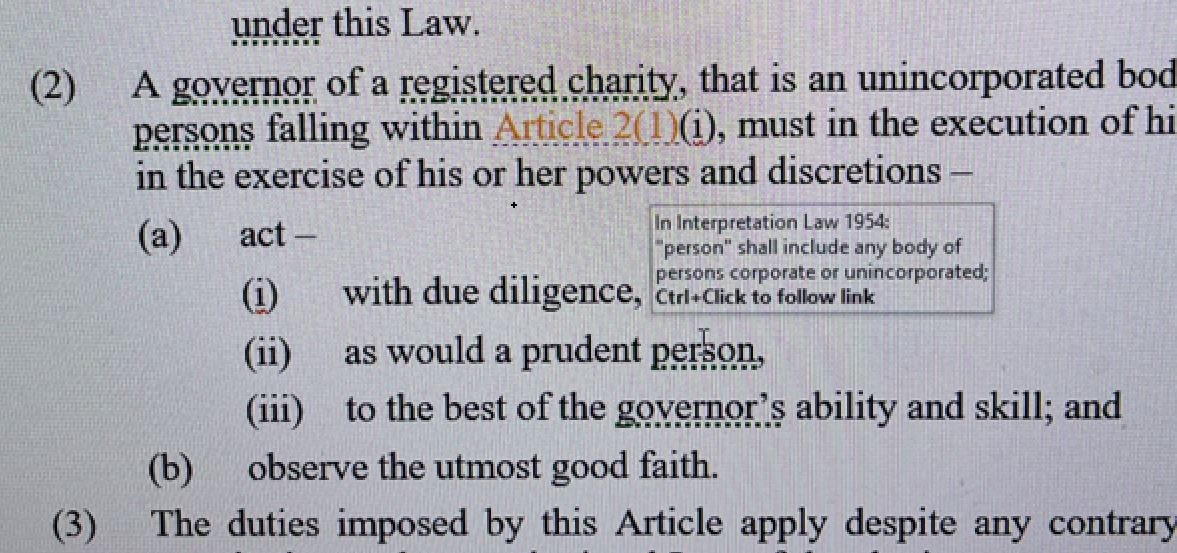 under this Law.
(2) A governor of a registered charity, that is an unincorporated bod
persons falling within Article 2(1)(i), must in the execution of hi
in the exercise of his or her powers and discretions –
(a) act –
In Interpretation Law 1954:
"person" shall include any body of
persons corporate or unincorporated;
Ctrl+Click to follow link
(i) with due diligence,
(ii) as would a prudent person,
(iii) to the best of the governor's ability and skill; and
(b) observe the utmost good faith.
(3) The duties imposed by this Article apply despite any contrary